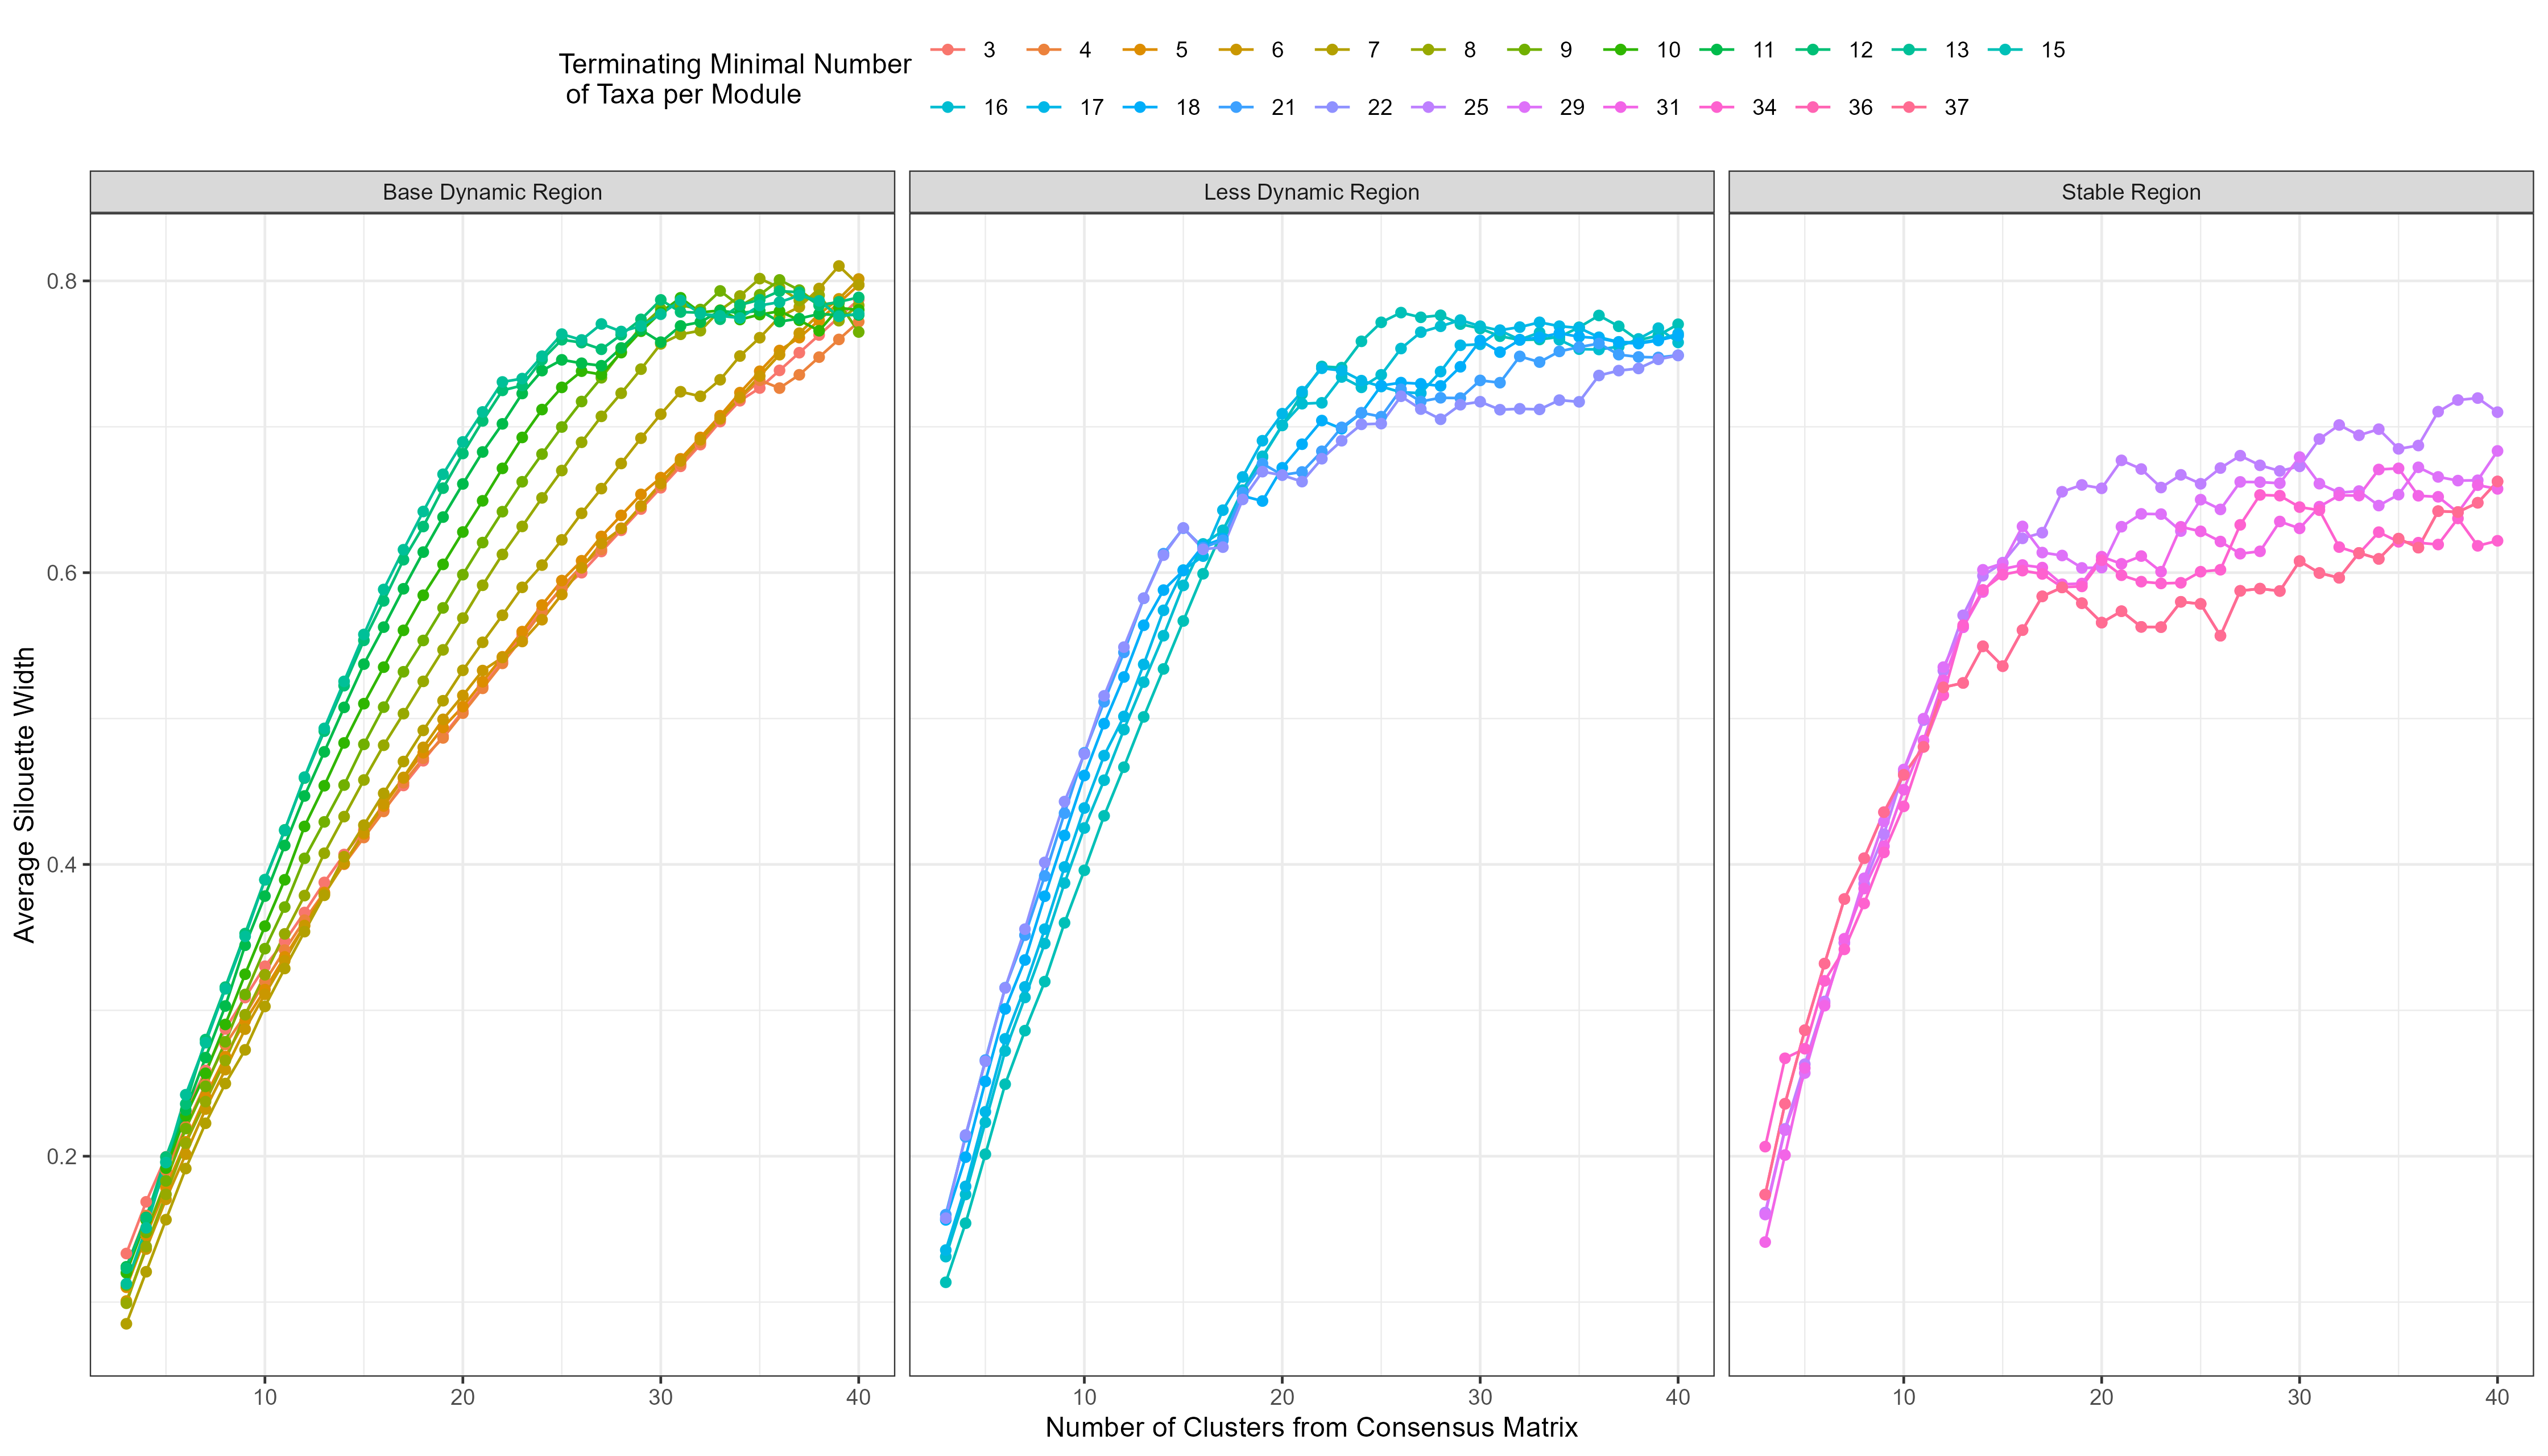 Terminating Minimal Number
of Taxa per Module
3 4 5 6 7 8 9 10 11 12 13 15
16 17 18 21 22 25 29 31 34 36 37
Base Dynamic Region
Less Dynamic Region
Stable Region
Average Silouette Width
0.8
0.6
0.4
0.2
10 20 30 40
10 20 30 40
10 20 30 40
Number of Clusters from Consensus Matrix